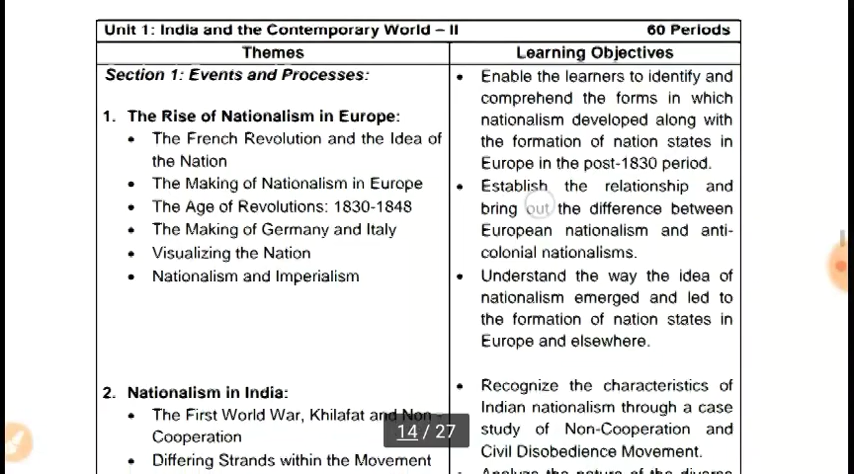 Unit 1: India and the Contemporary World – II 60 Periods
Themes Learning Objectives
Section 1: Events and Processes:
1. The Rise of Nationalism in Europe:
• The French Revolution and the Idea of
the Nation
• The Making of Nationalism in Europe
• The Age of Revolutions: 1830-1848
• The Making of Germany and Italy
• Visualizing the Nation
• Nationalism and Imperialism
2. Nationalism in India:
• The First World War, Khilafat and Non -
Cooperation
• Differing Strands within the Movement
• Enable the learners to identify and
comprehend the forms in which
nationalism developed along with
the formation of nation states in
Europe in the post-1830 period.
• Establish the relationship and
bring out the difference between
European nationalism and anti-
colonial nationalisms.
• Understand the way the idea of
nationalism emerged and led to
the formation of nation states in
Europe and elsewhere.
• Recognize the characteristics of
Indian nationalism through a case
study of Non-Cooperation and
Civil Disobedience Movement.
• Analyze the nature of the diverse
14 / 27